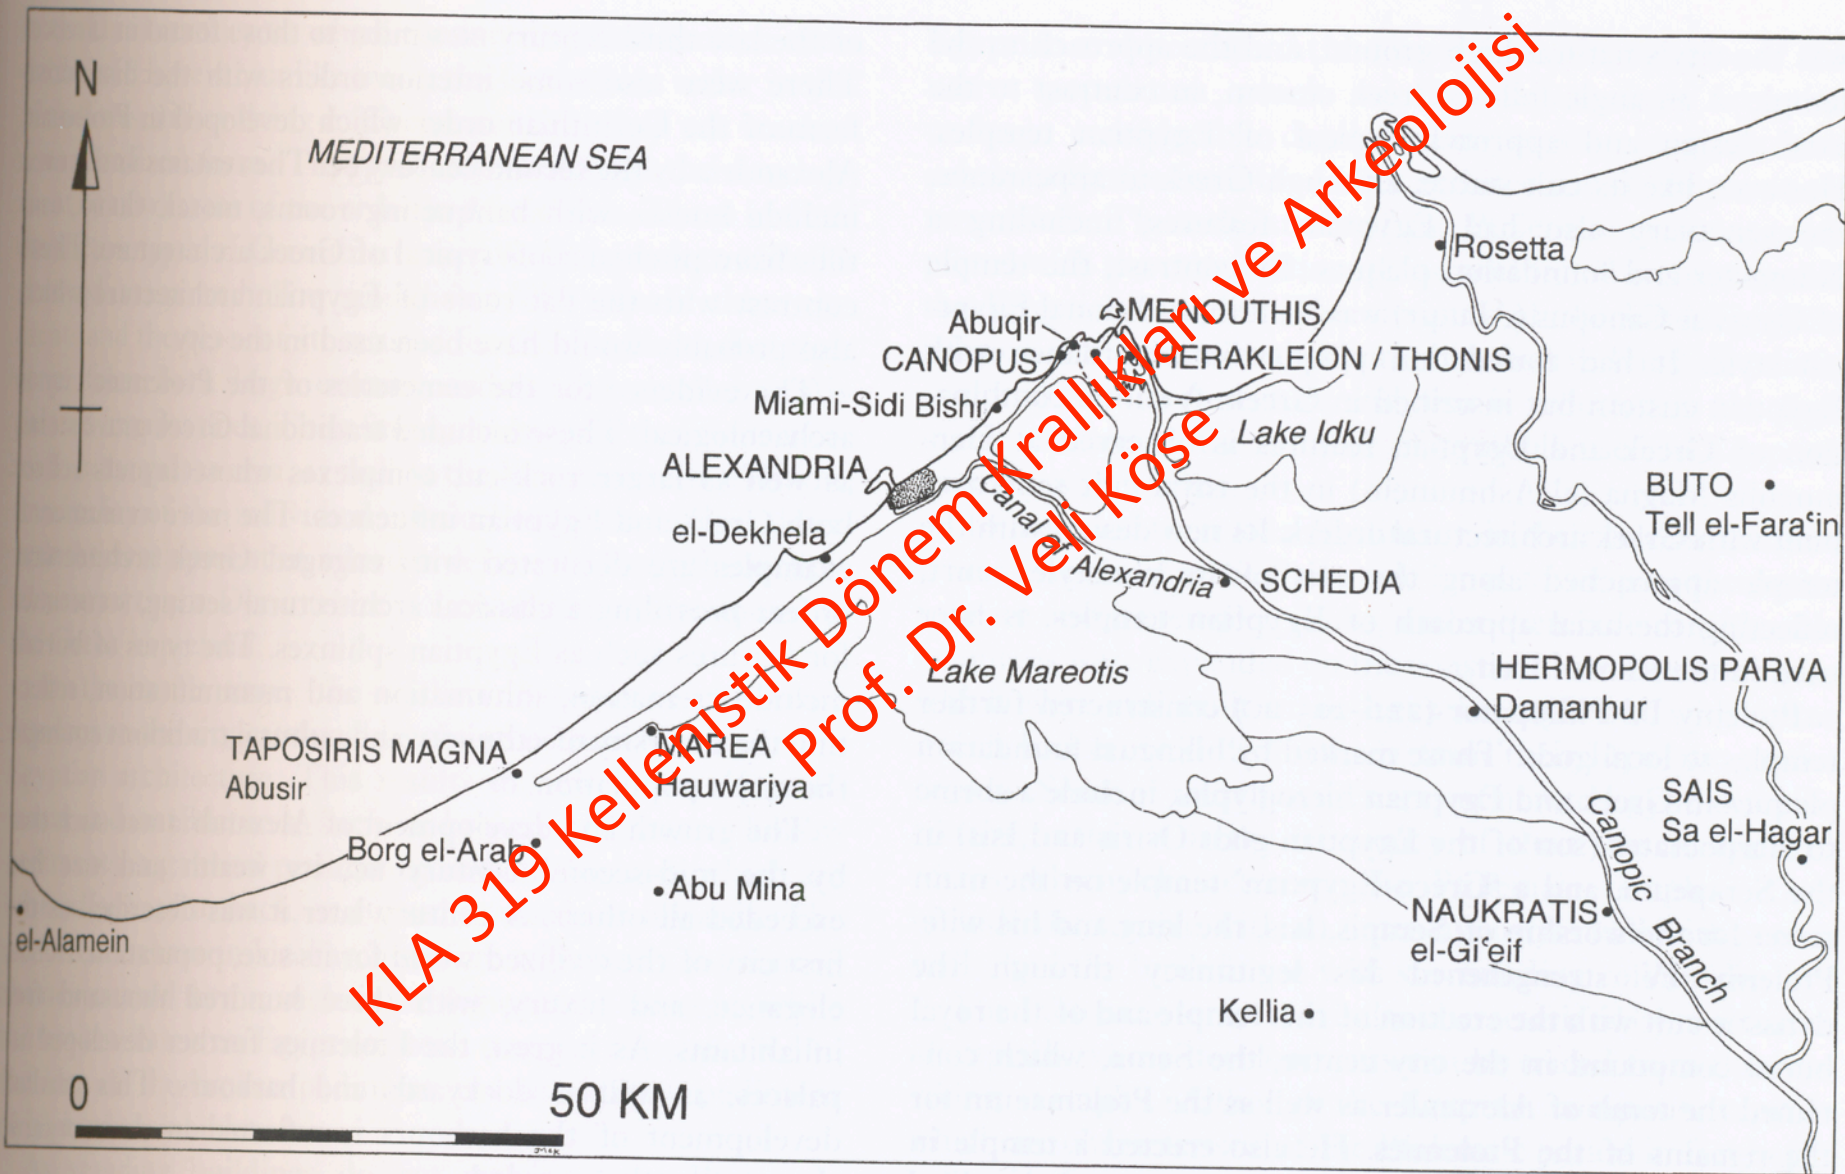 N
MEDITERRANEAN SEA
Rosetta
MENOUTHIS
Abuqir
CANOPUS
HERAKLEION / THONIS
Miami-Sidi Bishr
Lake Idku
ALEXANDRIA
BUTO
Tell el-Faraʿin
el-Dekhela
Canal of Alexandria
SCHEDIA
Lake Mareotis
HERMOPOLIS PARVA
Damanhur
TAPOSIRIS MAGNA
Abusir
MAREA
Hauwariya
SAIS
Sa el-Hagar
Borg el-Arab
Abu Mina
Canopic Branch
NAUKRATIS
el-Giʿeif
el-Alamein
Kellia
0 50 KM
KLA 319 Kellenistik Dönem Krallıkları ve Arkeolojisi
Prof. Dr. Veli Köse